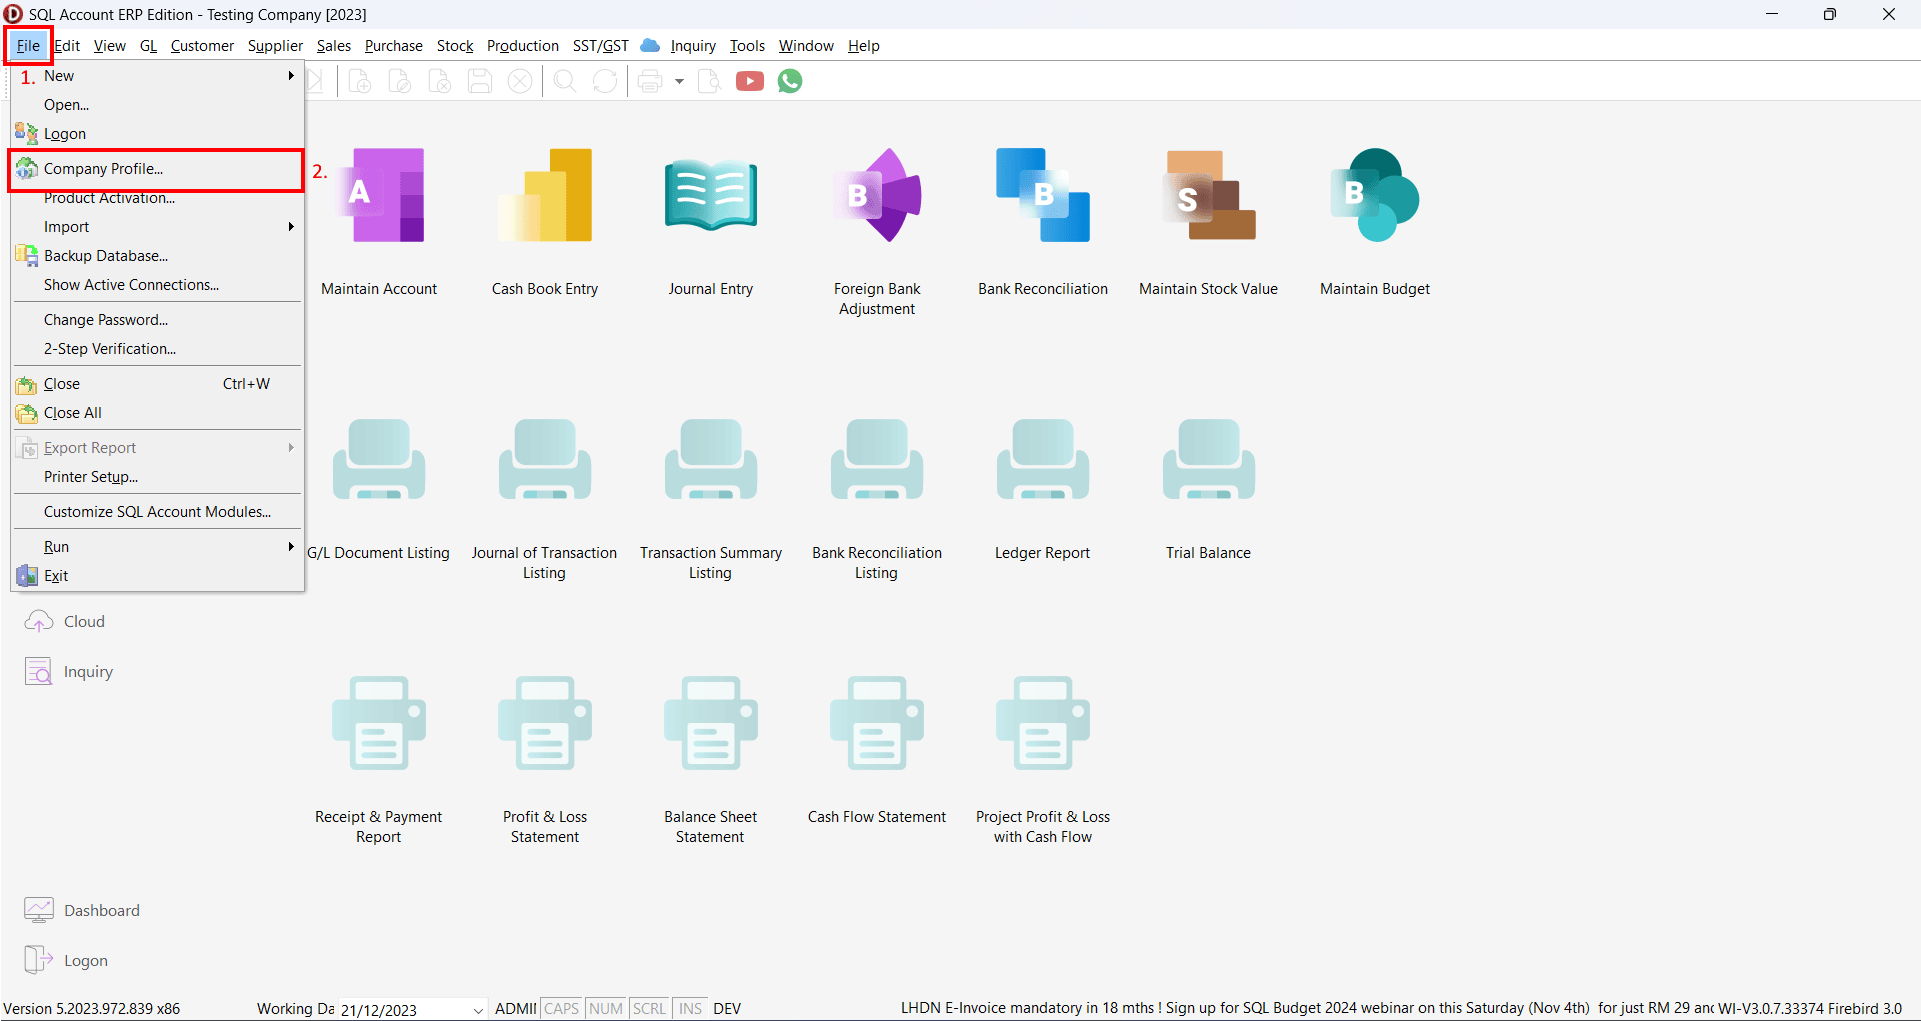 SQL Account ERP Edition - Testing Company [2023]
File Edit View GL Customer Supplier Sales Purchase Stock Production SST/GST Inquiry Tools Window Help
1. New
Open...
Logon
Company Profile...
2.
Product Activation...
Import
Backup Database...
Show Active Connections...
Change Password...
2-Step Verification...
Close Ctrl+W
Close All
Export Report
Printer Setup...
Customize SQL Account Modules...
Run
Exit
Cloud
Inquiry
Dashboard
Logon
A
B
B
S
B
Maintain Account
Cash Book Entry
Journal Entry
Foreign Bank
Adjustment
Bank Reconciliation
Maintain Stock Value
Maintain Budget
G/L Document Listing
Journal of Transaction
Listing
Transaction Summary
Listing
Bank Reconciliation
Listing
Ledger Report
Trial Balance
Receipt & Payment
Report
Profit & Loss
Statement
Balance Sheet
Statement
Cash Flow Statement
Project Profit & Loss
with Cash Flow
Version 5.2023.972.839 x86 Working Da 21/12/2023 ADMII CAPS NUM SCRL INS DEV LHDN E-Invoice mandatory in 18 mths ! Sign up for SQL Budget 2024 webinar on this Saturday (Nov 4th) for just RM 29 and WI-V3.0.7.33374 Firebird 3.0